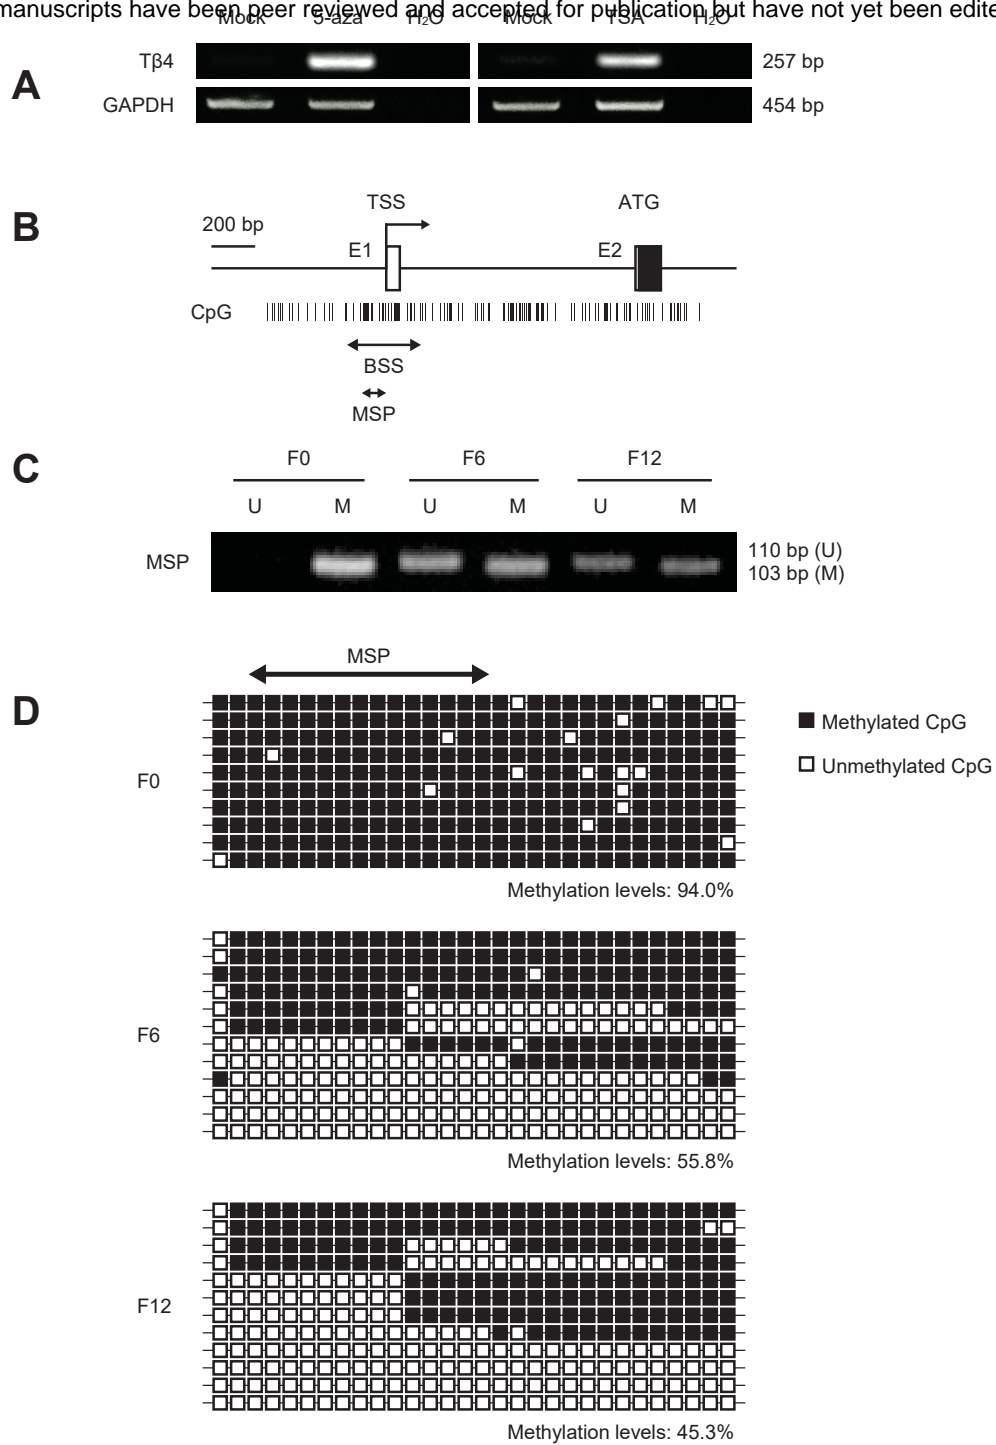 manuscripts have been peer reviewed and accepted for publication but have not yet been edite
Mock 5-aza H₂O Mock TSA H₂O
A
Tβ4 257 bp
GAPDH 454 bp
B
TSS ATG
200 bp
E1 E2
CpG
BSS
MSP
C
F0 F6 F12
U M U M U M
MSP
110 bp (U)
103 bp (M)
MSP
D
Methylated CpG
Unmethylated CpG
F0
Methylation levels: 94.0%
F6
Methylation levels: 55.8%
F12
Methylation levels: 45.3%